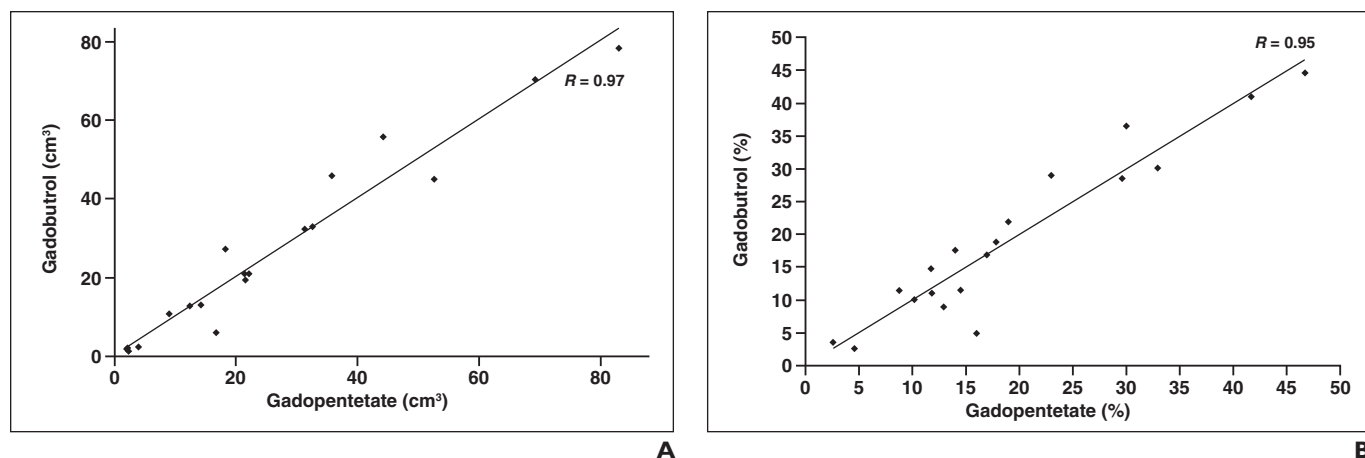 80
60
40
20
0
Gadobutrol (cm³)
R = 0.97
0 20 40 60 80
Gadopentetate (cm³)
A
50
45
40
35
30
25
20
15
10
5
0
Gadobutrol (%)
R = 0.95
0 5 10 15 20 25 30 35 40 45 50
Gadopentetate (%)
B